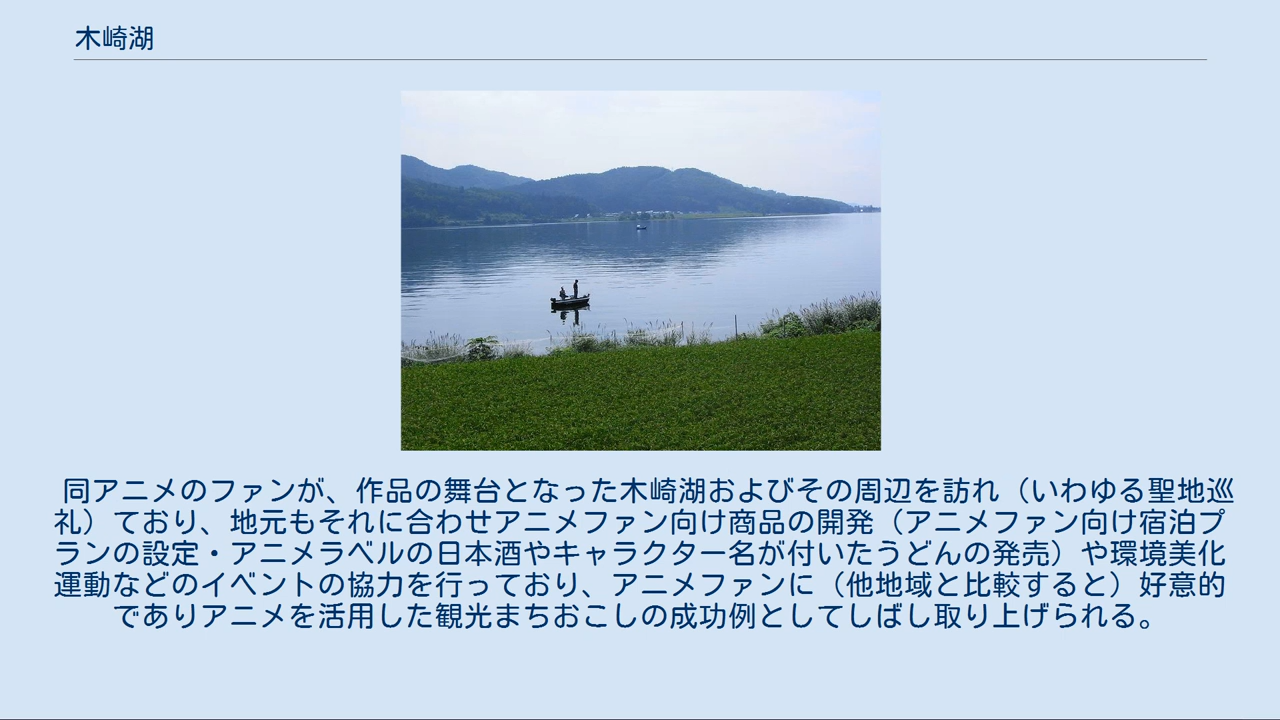 木崎湖
同アニメのファンが、作品の舞台となった木崎湖およびその周辺を訪れ（いわゆる聖地巡
礼）ており、地元もそれに合わせアニメファン向け商品の開発（アニメファン向け宿泊プ
ランの設定・アニメラベルの日本酒やキャラクター名が付いたうどんの発売）や環境美化
運動などのイベントの協力を行っており、アニメファンに（他地域と比較すると）好意的
でありアニメを活用した観光まちおこしの成功例としてしばし取り上げられる。